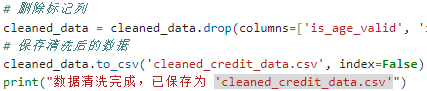 # 删除标记列
cleaned_data = cleaned_data.drop(columns=['is_age_valid', '
# 保存清洗后的数据
cleaned_data.to_csv('cleaned_credit_data.csv', index=False)
print("数据清洗完成，已保存为 'cleaned_credit_data.csv'")